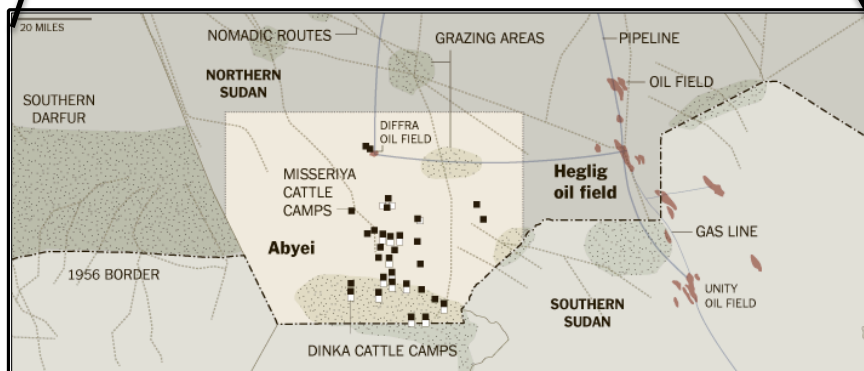 20 MILES
NOMADIC ROUTES
GRAZING AREAS
PIPELINE
NORTHERN
SUDAN
OIL FIELD
SOUTHERN
DARFUR
DIFFRA
OIL FIELD
MISSERIYA
CATTLE
CAMPS
Heglig
oil field
Abyei
GAS LINE
1956 BORDER
UNITY
OIL FIELD
SOUTHERN
SUDAN
DINKA CATTLE CAMPS